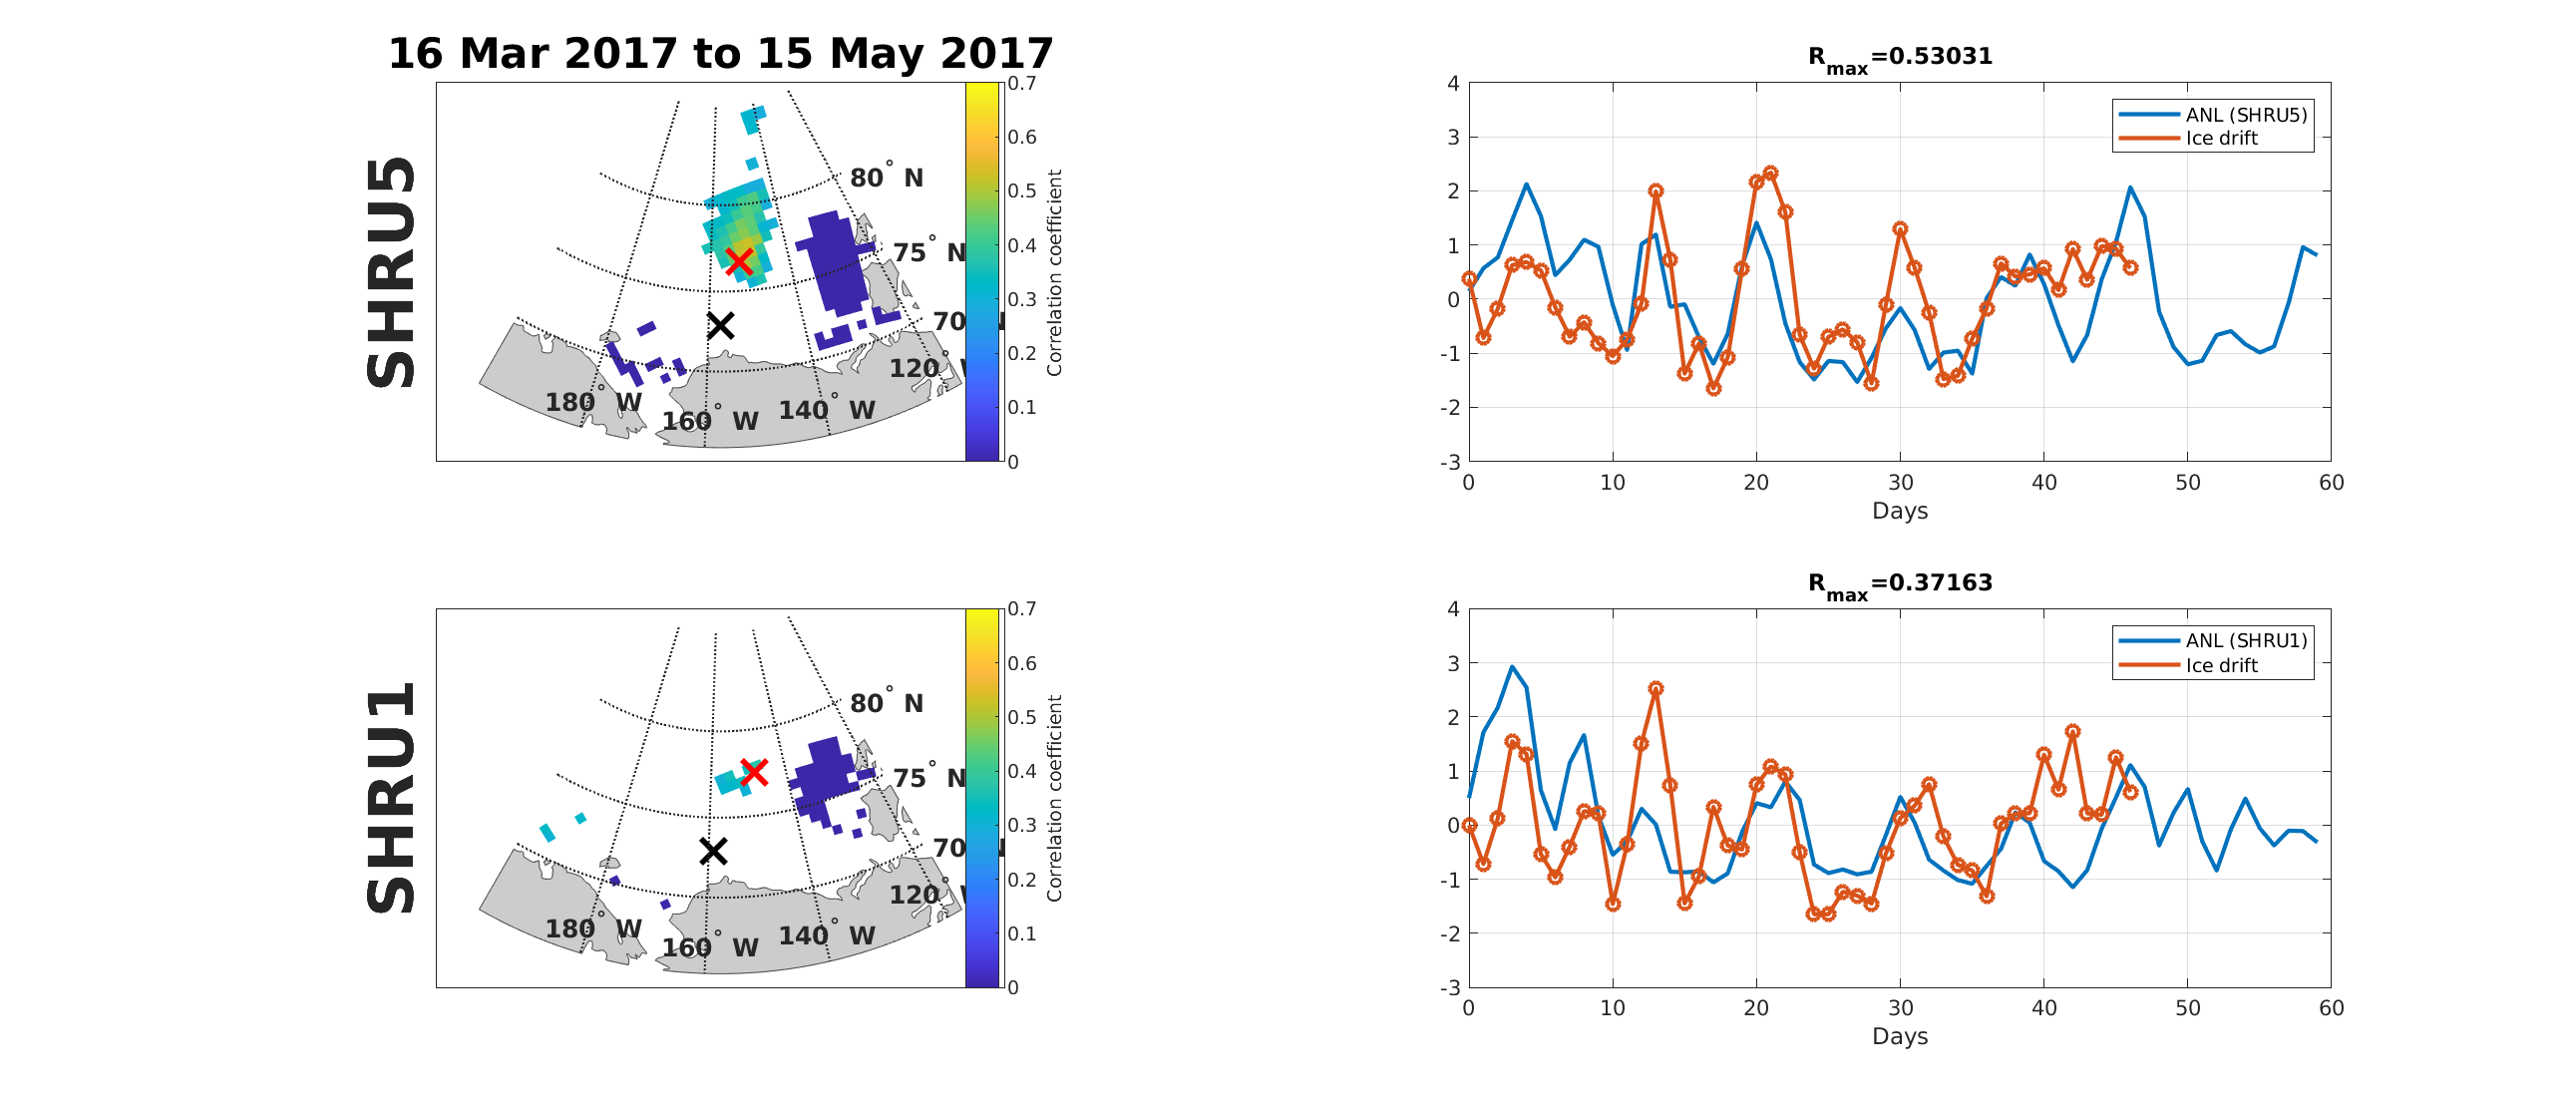 16 Mar 2017 to 15 May 2017
SHRU5
80° N
75° N
70° N
120° W
180° W
160° W
140° W
0.7
0.6
0.5
0.4
0.3
0.2
0.1
0
Correlation coefficient
Rmax=0.53031
4
3
2
1
0
-1
-2
-3
0 10 20 30 40 50 60
Days
ANL (SHRU5)
Ice drift
SHRU1
80° N
75° N
70° N
120° W
180° W
160° W
140° W
0.7
0.6
0.5
0.4
0.3
0.2
0.1
0
Correlation coefficient
Rmax=0.37163
4
3
2
1
0
-1
-2
-3
0 10 20 30 40 50 60
Days
ANL (SHRU1)
Ice drift